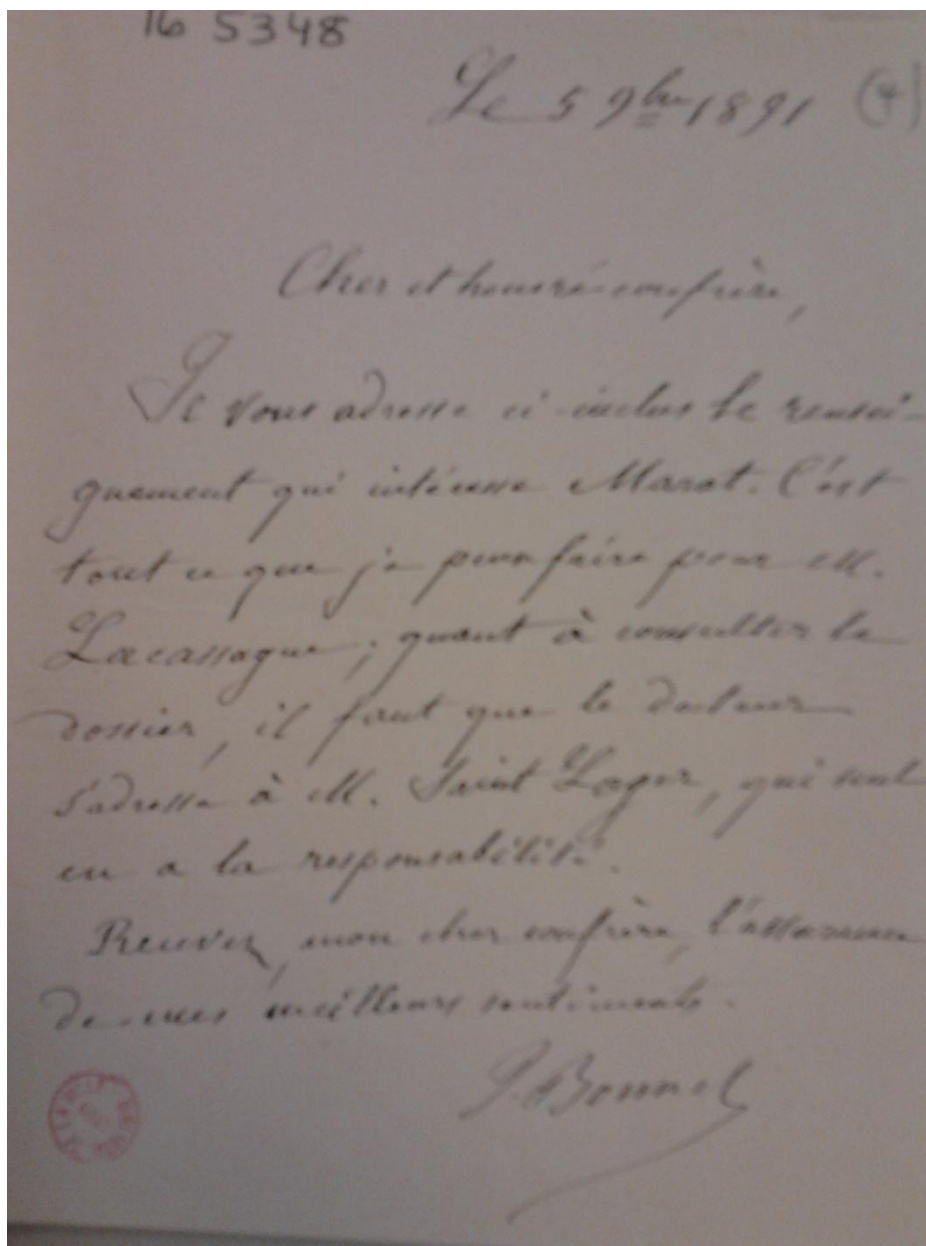 16 5348
Le 5 9bre 1891 (4)
Cher et honoré confrère,
Je vous adresse ci-inclus le rensei-
gnement qui intéresse Marat. C'est
tout ce que je puis faire pour M.
Lacassagne ; quant à consulter le
dossier, il faut que le docteur
s'adresse à M. Saint Lager, qui seul
en a la responsabilité.
Recevez, mon cher confrère, l'assurance
de mes meilleurs sentiments.
Bonnel